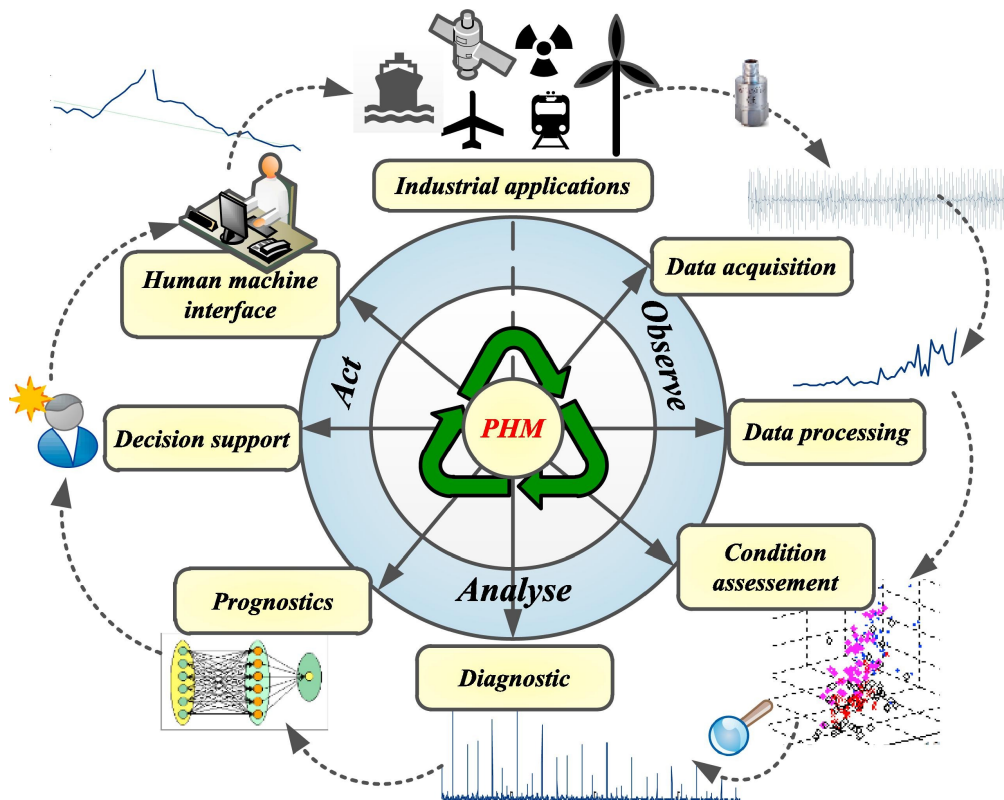 Industrial applications
Data acquisition
Human machine
interface
Observe
Act
Decision support
PHM
Data processing
Condition
assessement
Prognostics
Analyse
Diagnostic